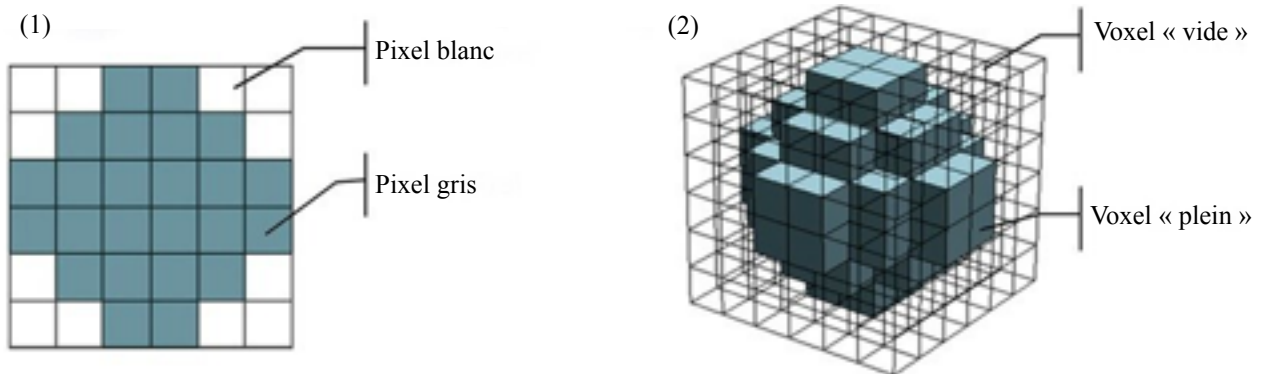 (1)
Pixel blanc
Pixel gris
(2)
Voxel « vide »
Voxel « plein »